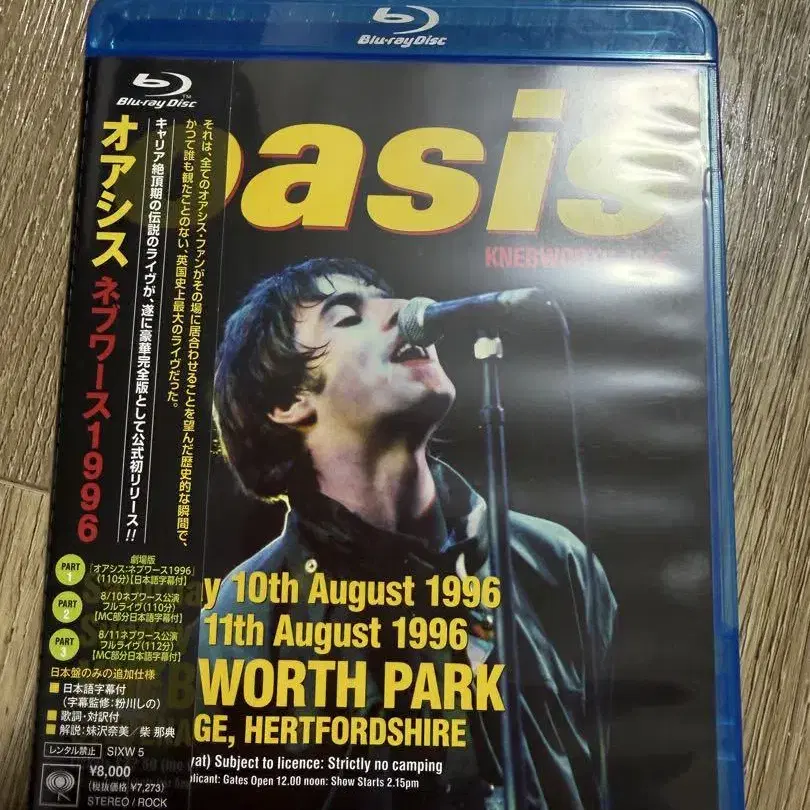 Blu-ray Disc
Blu-ray Disc™
oasis
オアシス ネブワース1996
キャリア絶頂期の伝説のライヴが、遂に豪華完全版として公式初リリース!!
それは、全てのオアシス・ファンがその場に居合わせることを望んだ歴史的な瞬間で、
かつて誰も観たことのない、英国史上最大のライヴだった。
PART 1
劇場版
「オアシス:ネブワース1996」
(110分)【日本語字幕付】
PART 2
8/10ネブワース公演
フルライヴ(110分)
【MC部分日本語字幕付】
PART 3
8/11ネブワース公演
フルライヴ(112分)
【MC部分日本語字幕付】
日本盤のみの追加仕様
■ 日本語字幕付
(字幕監修:粉川しの)
■ 歌詞・対訳付
■ 解説:妹沢奈美/柴 那典
レンタル禁止 SIXW 5
¥8,000
(税抜価格 ¥7,273)
STEREO/ROCK
10th August 1996
11th August 1996
WORTH PARK
HERTFORDSHIRE
Subject to licence: Strictly no camping
Gates Open 12.00 noon: Show Starts 2.15pm